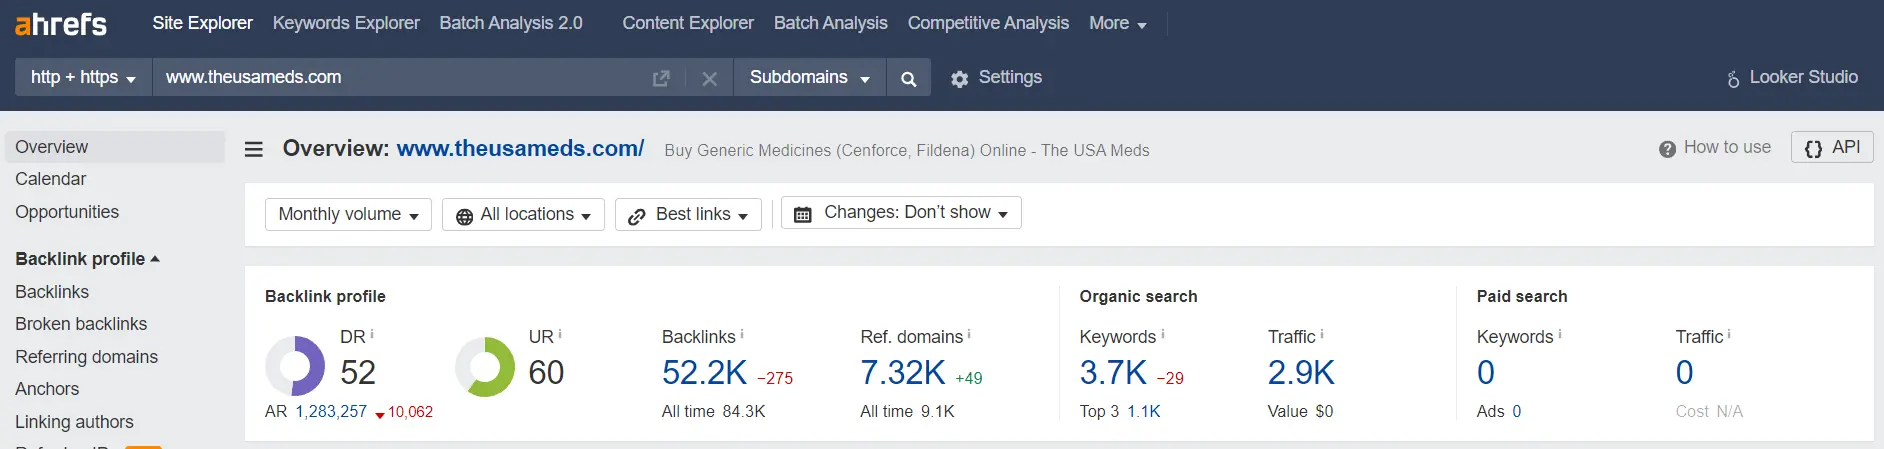 ahrefs Site Explorer Keywords Explorer Batch Analysis 2.0 Content Explorer Batch Analysis Competitive Analysis More
http + https www.theusameds.com Subdomains Settings Looker Studio
Overview
Calendar
Opportunities
Backlink profile
Backlinks
Broken backlinks
Referring domains
Anchors
Linking authors
Overview: www.theusameds.com/ Buy Generic Medicines (Cenforce, Fildena) Online - The USA Meds How to use API
Monthly volume All locations Best links Changes: Don't show
Backlink profile
DR UR Backlinks Ref. domains
52 60 52.2K −275 7.32K +49
AR 1,283,257 10,062 All time 84.3K All time 9.1K
Organic search
Keywords Traffic
3.7K −29 2.9K
Top 3 1.1K Value $0
Paid search
Keywords Traffic
0 0
Ads 0 Cost N/A